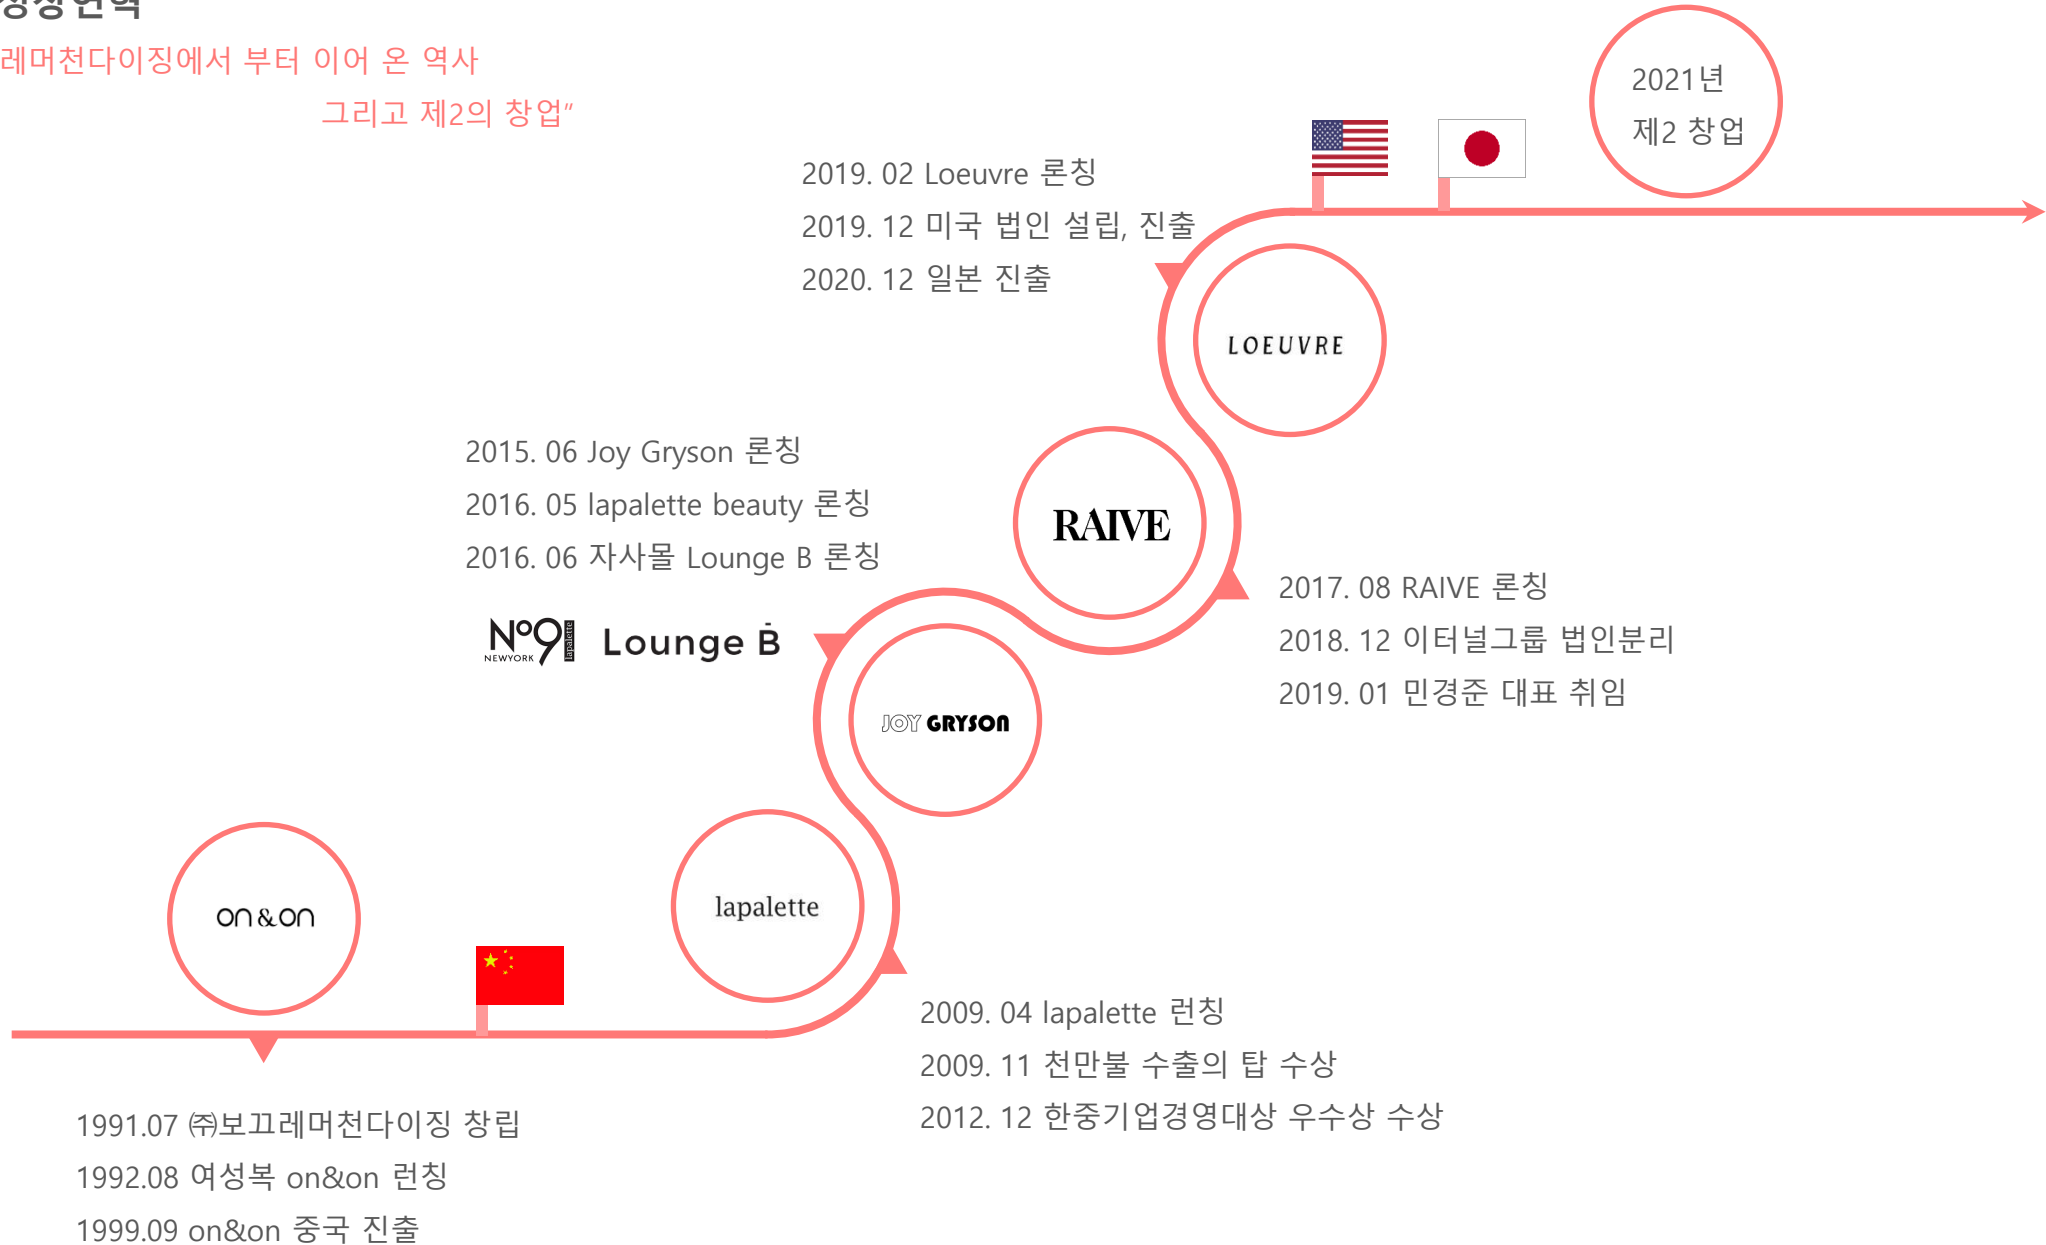 성장연혁
레머천다이징에서 부터 이어 온 역사
그리고 제2의 창업"
2021년
제2 창업
2019. 02 Loeuvre 론칭
2019. 12 미국 법인 설립, 진출
2020. 12 일본 진출
LOEUVRE
2015. 06 Joy Gryson 론칭
2016. 05 lapalette beauty 론칭
2016. 06 자사몰 Lounge B 론칭
RAIVE
2017. 08 RAIVE 론칭
2018. 12 이터널그룹 법인분리
2019. 01 민경준 대표 취임
Nº9 NEWYORK lapalette
Lounge B
JOY GRYSON
on&on
lapalette
2009. 04 lapalette 런칭
2009. 11 천만불 수출의 탑 수상
2012. 12 한중기업경영대상 우수상 수상
1991.07 ㈜보끄레머천다이징 창립
1992.08 여성복 on&on 런칭
1999.09 on&on 중국 진출